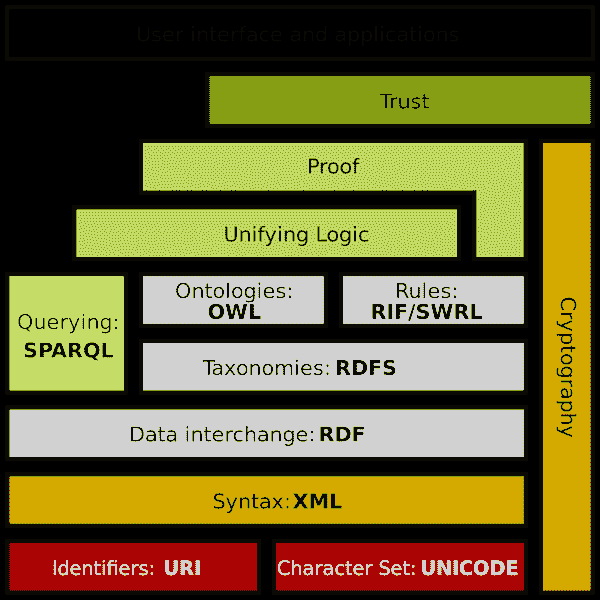 User interface and applications
Trust
Proof
Unifying Logic
Ontologies:
OWL
Rules:
RIF/SWRL
Querying:
SPARQL
Taxonomies: RDFS
Data interchange: RDF
Syntax: XML
Identifiers: URI
Character Set: UNICODE
Cryptography